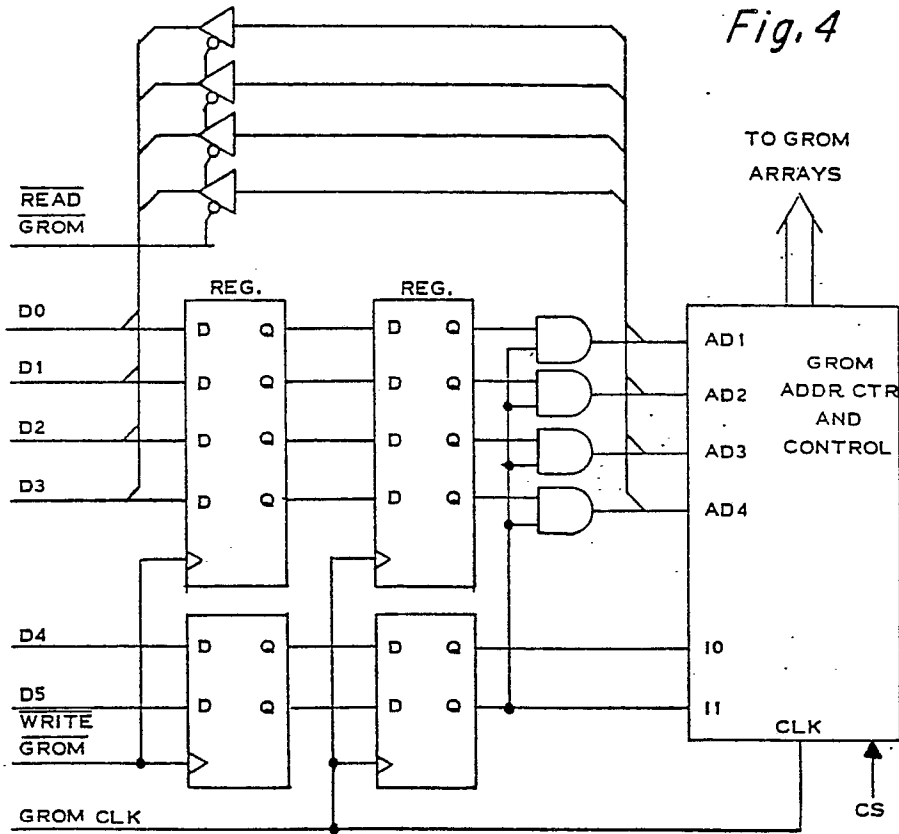 Fig. 4
TO GROM
ARRAYS
READ
GROM
REG.
REG.
D0
D1
D2
D3
D Q
D Q
D Q
D Q
D Q
D Q
D Q
D Q
AD1
AD2
AD3
AD4
GROM
ADDR CTR
AND
CONTROL
D4
D5
WRITE
GROM
D Q
D Q
D Q
D Q
I0
I1
CLK
GROM CLK
CS